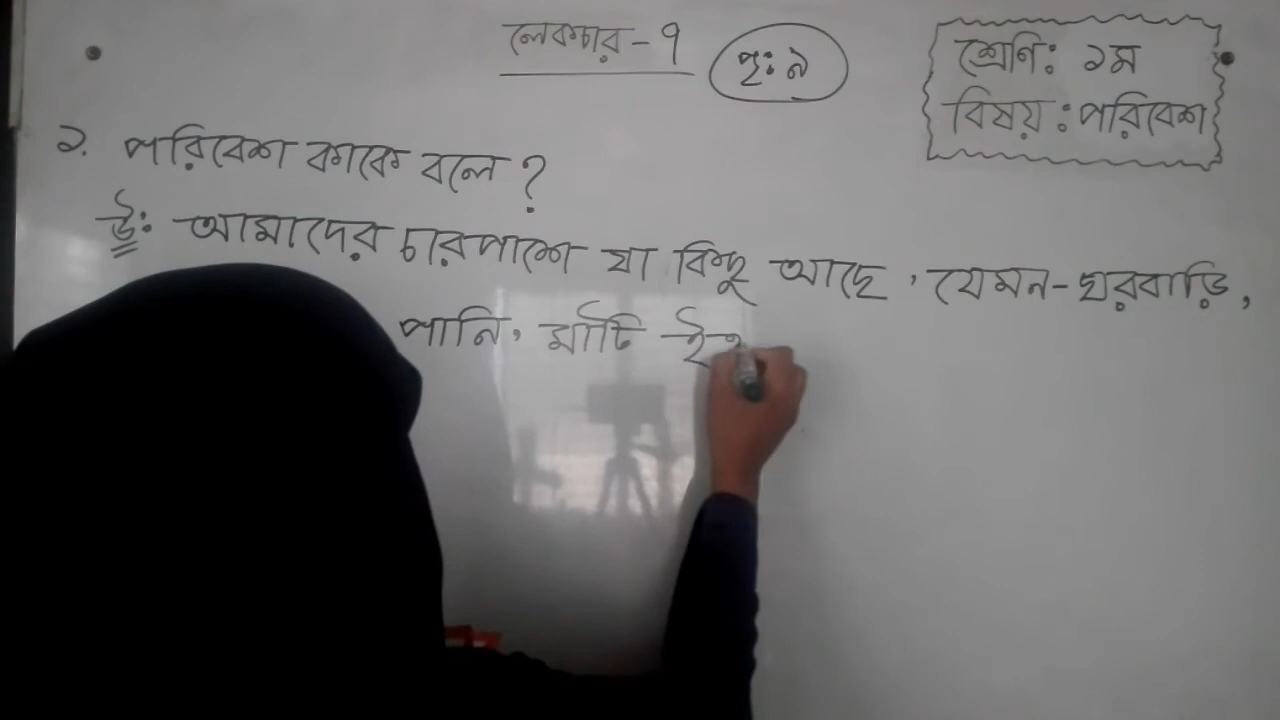 লেকচার - ৭
পৃ: ৯
শ্রেণি: ১ম
বিষয়: পরিবেশ
১. পরিবেশ কাকে বলে?
উ: আমাদের চারপাশে যা কিছু আছে, যেমন-ঘরবাড়ি,
পানি, মাটি